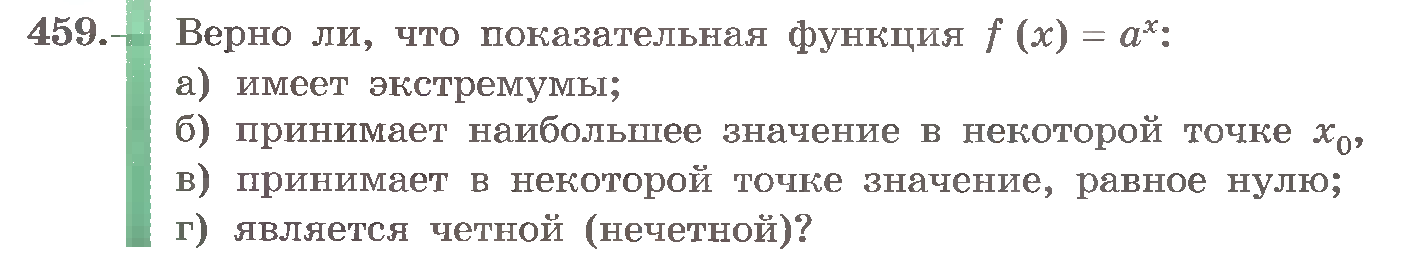 459. Верно ли, что показательная функция f (x) = aˣ:
а) имеет экстремумы;
б) принимает наибольшее значение в некоторой точке x₀,
в) принимает в некоторой точке значение, равное нулю;
г) является четной (нечетной)?